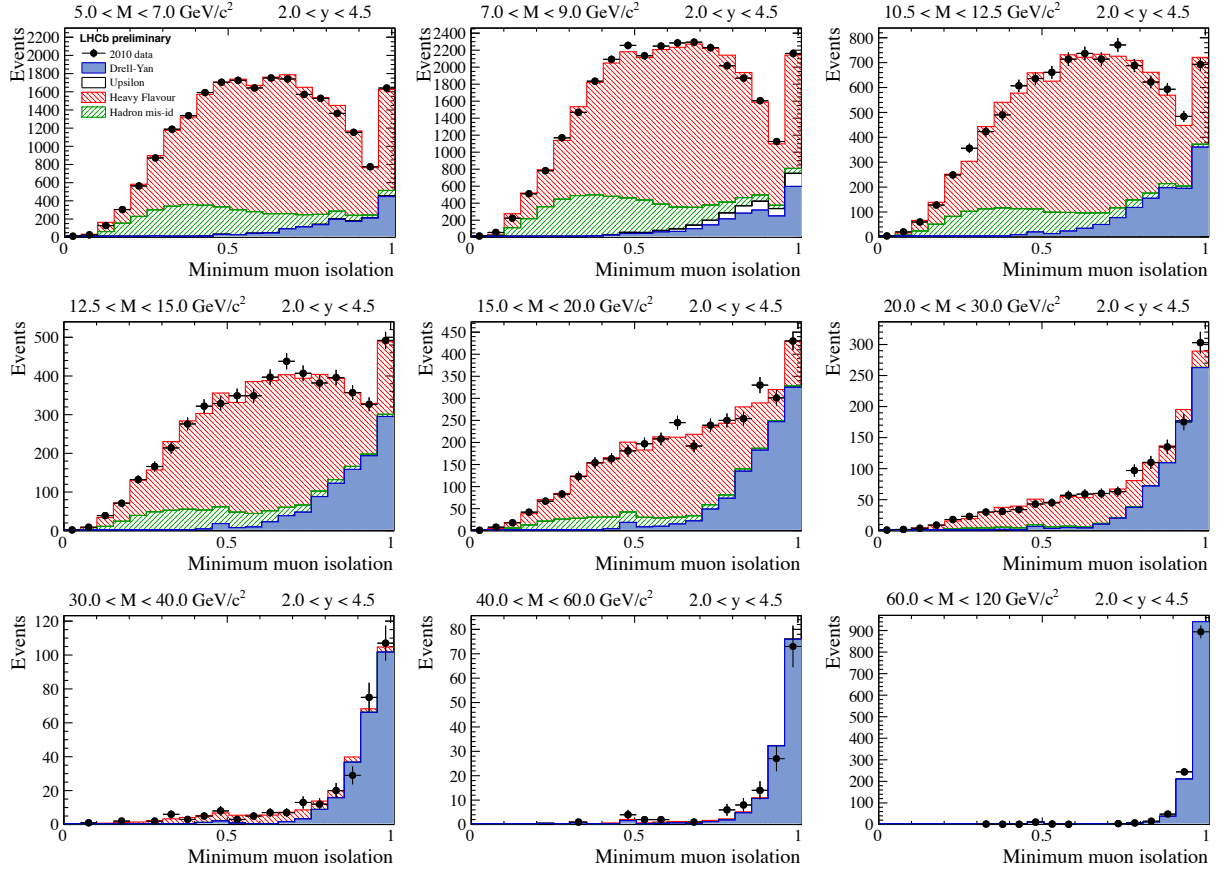 5.0 < M < 7.0 GeV/c² 2.0 < y < 4.5
Events
2200
2000
1800
1600
1400
1200
1000
800
600
400
200
0
LHCb preliminary
2010 data
Drell-Yan
Upsilon
Heavy Flavour
Hadron mis-id
0 0.5 1
Minimum muon isolation
7.0 < M < 9.0 GeV/c² 2.0 < y < 4.5
Events
2400
2200
2000
1800
1600
1400
1200
1000
800
600
400
200
0
0 0.5 1
Minimum muon isolation
10.5 < M < 12.5 GeV/c² 2.0 < y < 4.5
Events
800
700
600
500
400
300
200
100
0
0 0.5 1
Minimum muon isolation
12.5 < M < 15.0 GeV/c² 2.0 < y < 4.5
Events
500
400
300
200
100
0
0 0.5 1
Minimum muon isolation
15.0 < M < 20.0 GeV/c² 2.0 < y < 4.5
Events
450
400
350
300
250
200
150
100
50
0
0 0.5 1
Minimum muon isolation
20.0 < M < 30.0 GeV/c² 2.0 < y < 4.5
Events
300
250
200
150
100
50
0
0 0.5 1
Minimum muon isolation
30.0 < M < 40.0 GeV/c² 2.0 < y < 4.5
Events
120
100
80
60
40
20
0
0 0.5 1
Minimum muon isolation
40.0 < M < 60.0 GeV/c² 2.0 < y < 4.5
Events
80
70
60
50
40
30
20
10
0
0 0.5 1
Minimum muon isolation
60.0 < M < 120 GeV/c² 2.0 < y < 4.5
Events
900
800
700
600
500
400
300
200
100
0
0 0.5 1
Minimum muon isolation